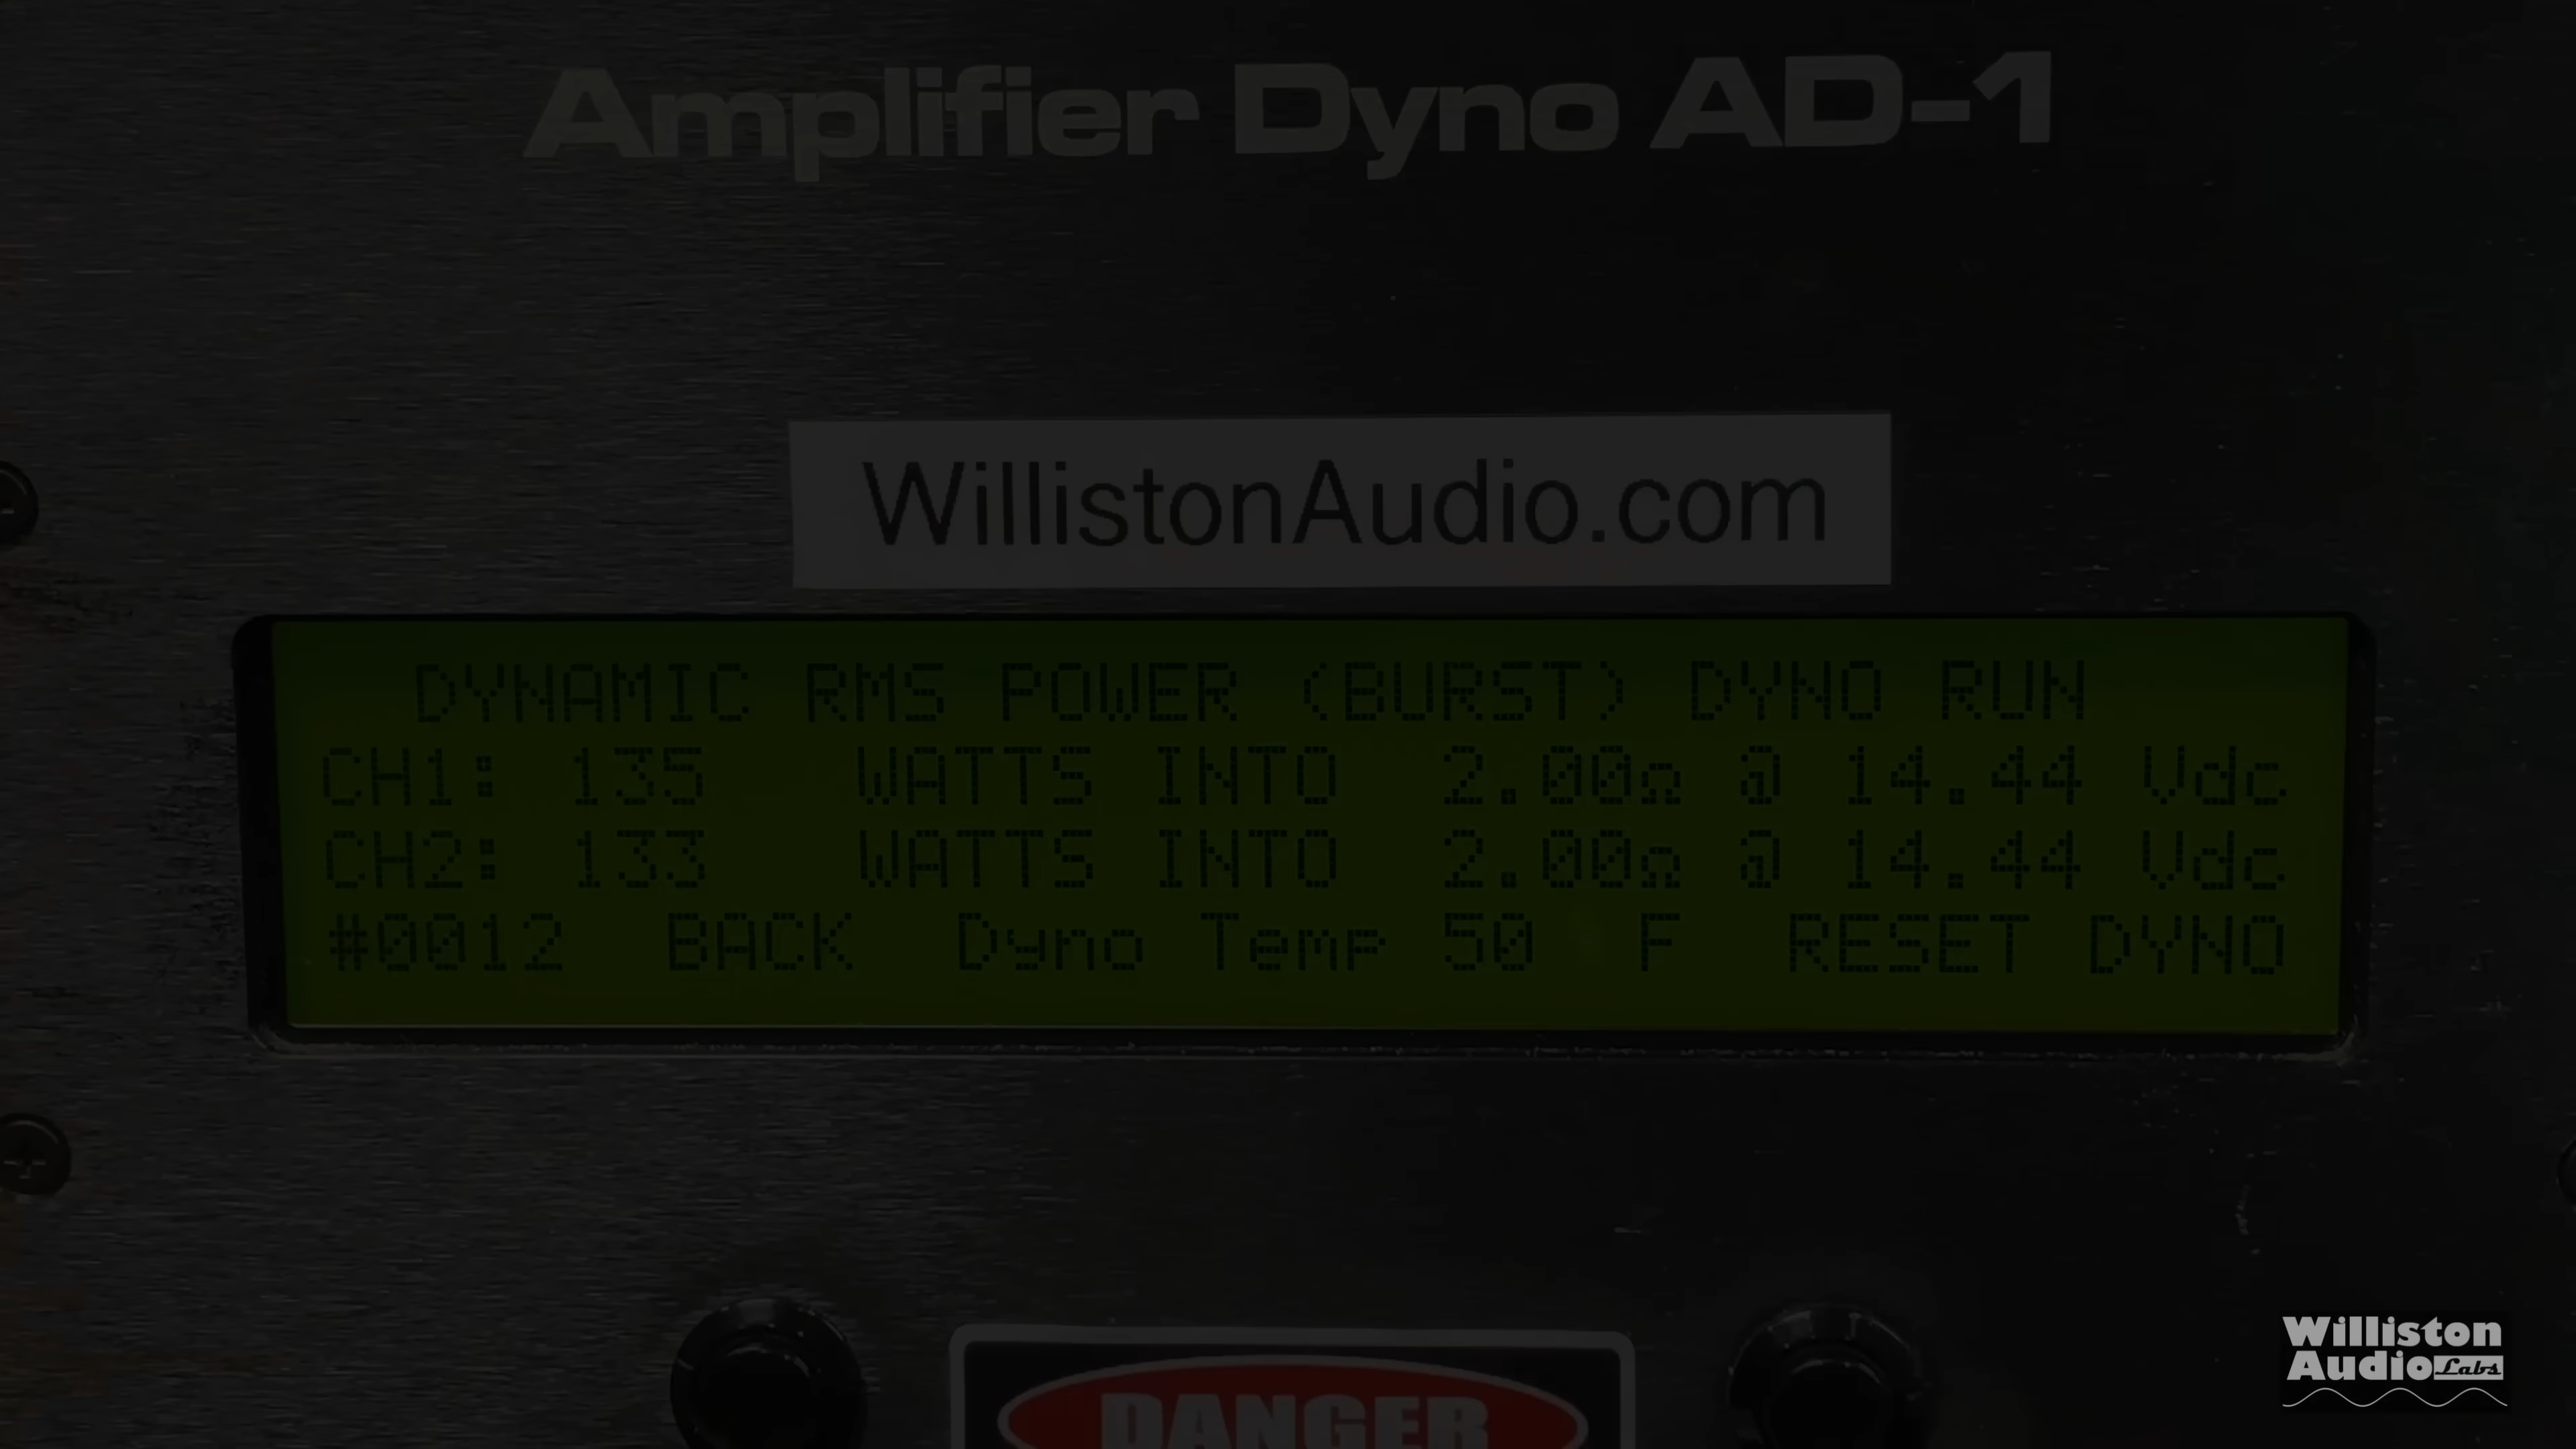 Amplifier Dyno AD-1
WillistonAudio.com
DYNAMIC RMS POWER (BURST) DYNO RUN
CH1: 135 WATTS INTO 2.00Ω @ 14.44 Vdc
CH2: 133 WATTS INTO 2.00Ω @ 14.44 Vdc
#0012 BACK Dyno Temp 50 F RESET DYNO
DANGER
Williston
Audio Labs